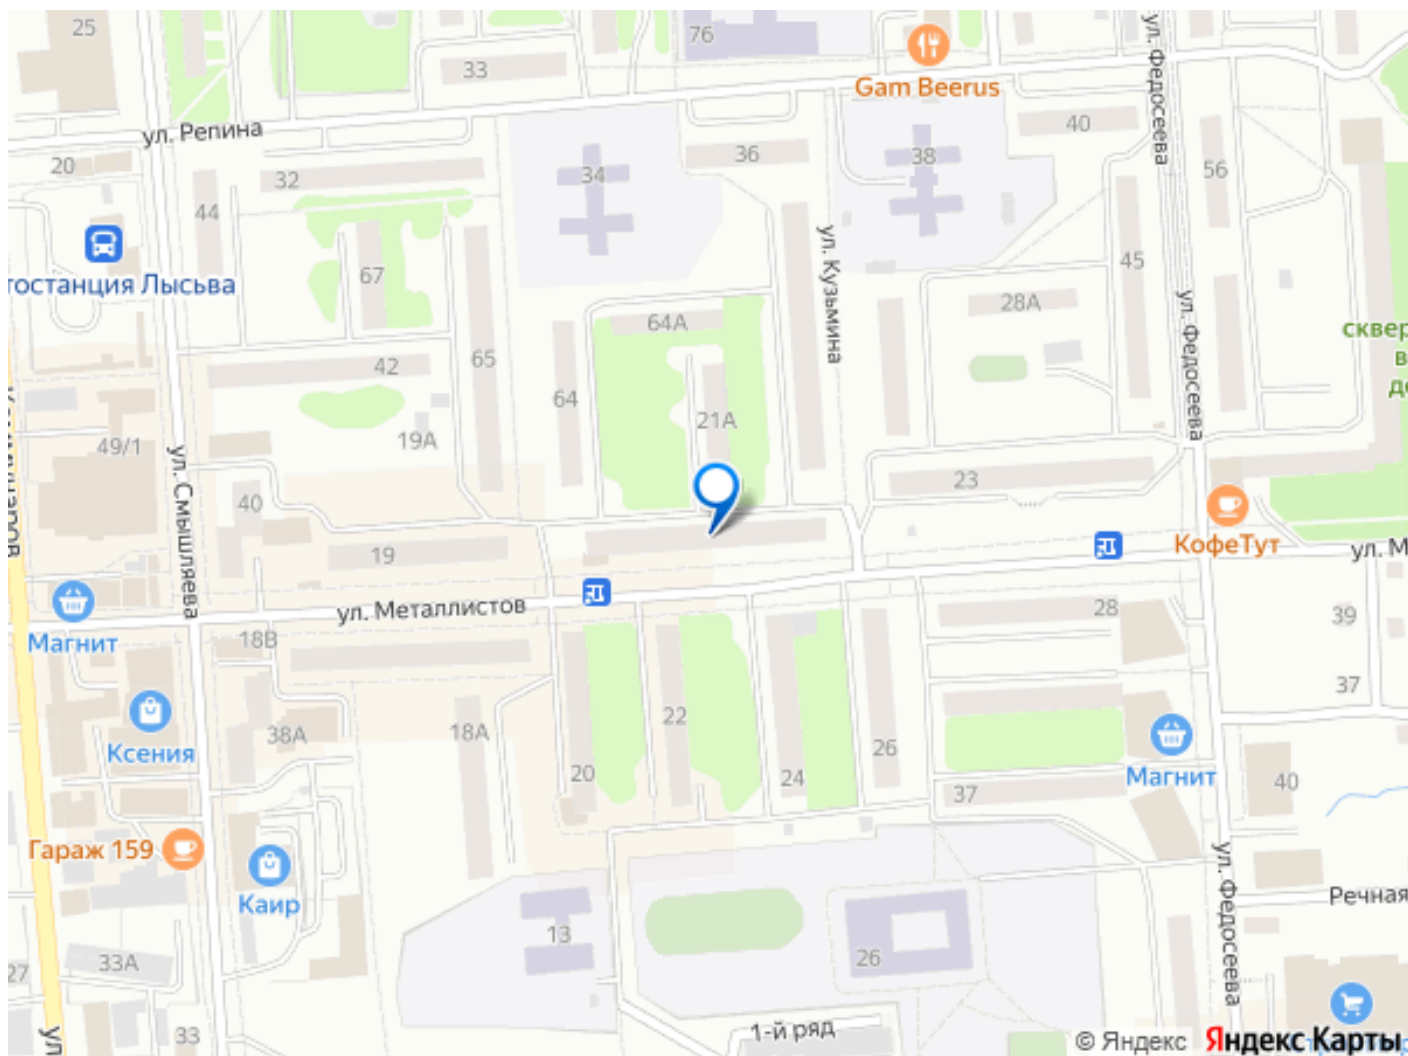 25
76
33
Gam Beerus
ул. Федосеева
ул. Репина
40
20
32
34
36
38
56
44
ул. Кузьмина
67
45
тостанция Лысьва
ул. Федосеева
28А
64А
сквер
в
де
42
65
64
21А
19А
49/1
ул. Смышляева
23
40
КофеТут
19
ул. М
ул. Металлистов
28
39
Магнит
18В
37
22
Ксения
38А
18А
26
20
24
Магнит
40
37
Гараж 159
ул. Федосеева
Каир
Речная
13
26
33А
27
1-й ряд
33
ул
© Яндекс
Яндекс Карты